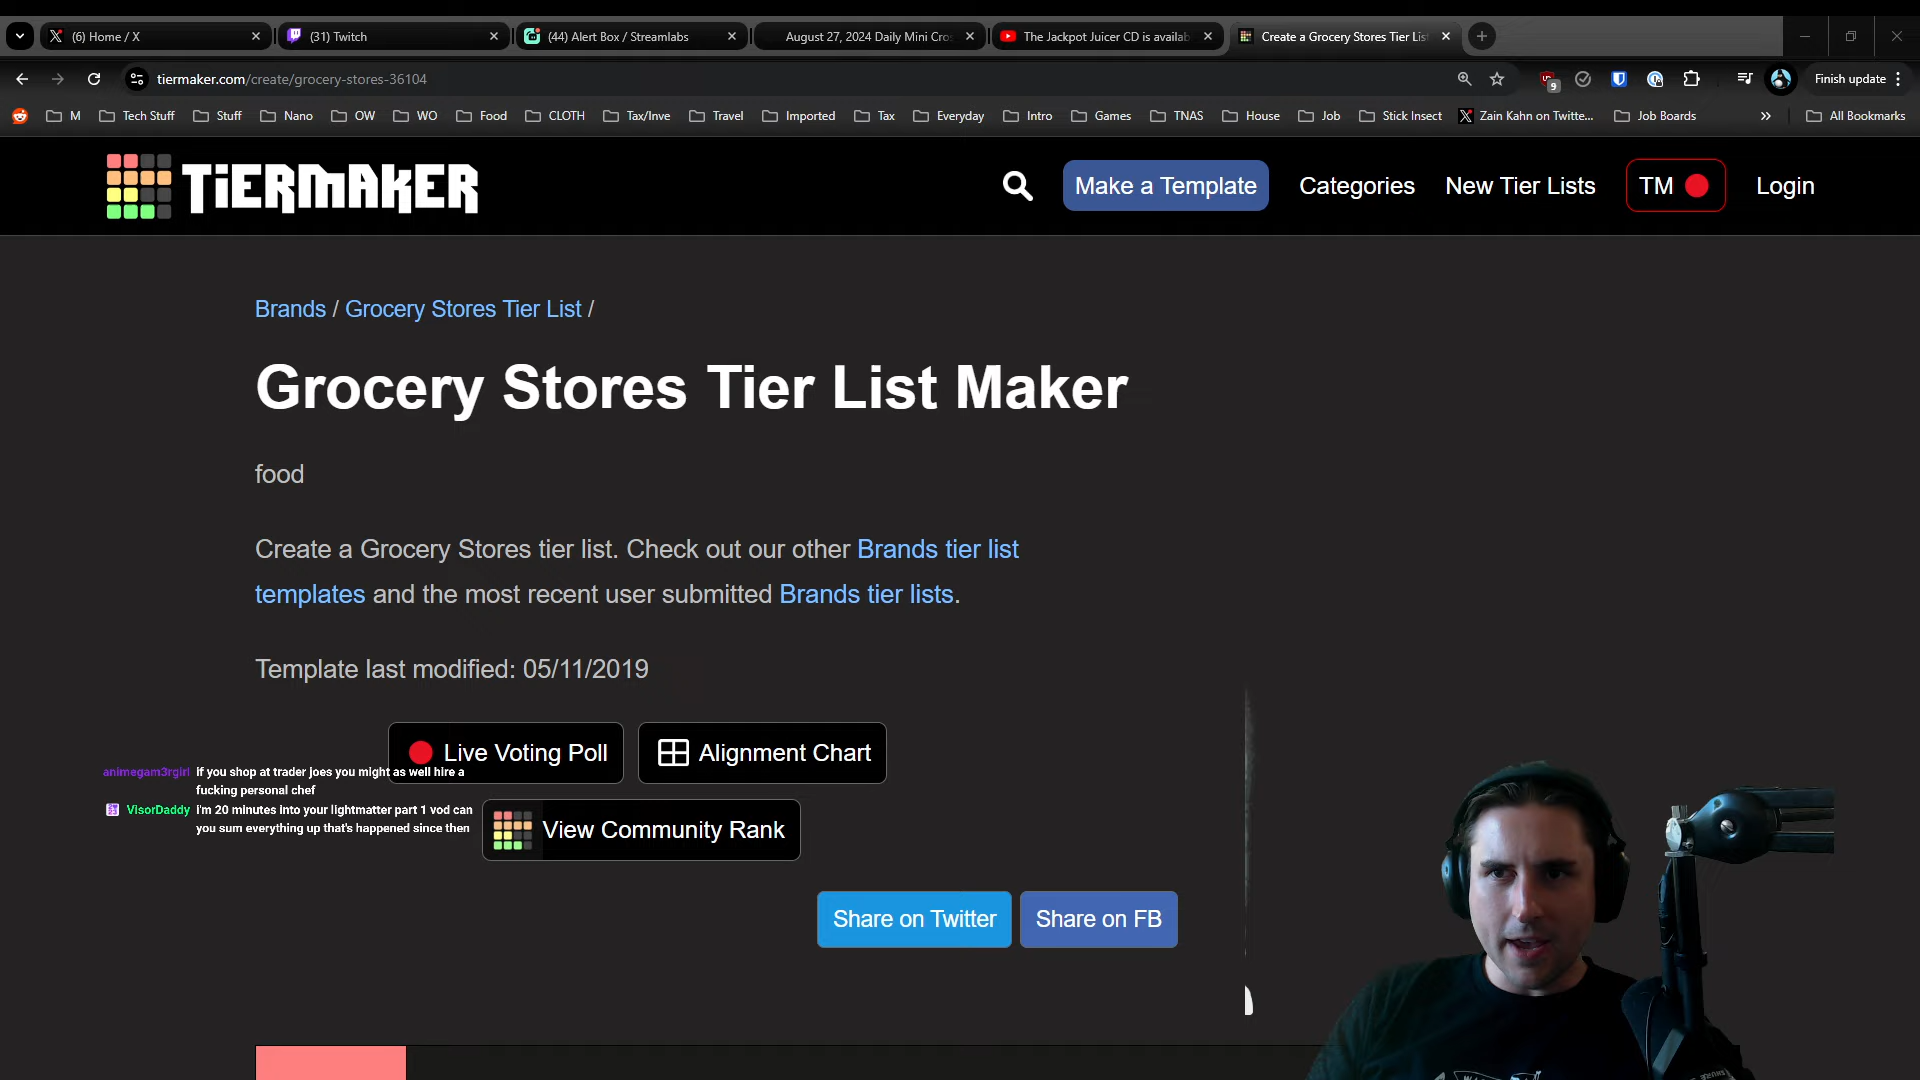 (6) Home / X
(31) Twitch
(44) Alert Box / Streamlabs
August 27, 2024 Daily Mini Cro
The Jackpot Juicer CD is availab
Create a Grocery Stores Tier Lis
tiermaker.com/create/grocery-stores-36104
9
Finish update
M
Tech Stuff
Stuff
Nano
OW
WO
Food
CLOTH
Tax/Inve
Travel
Imported
Tax
Everyday
Intro
Games
TNAS
House
Job
Stick Insect
Zain Kahn on Twitte...
Job Boards
All Bookmarks
TiERMAKER
Make a Template
Categories
New Tier Lists
TM
Login
Brands / Grocery Stores Tier List /
Grocery Stores Tier List Maker
food
Create a Grocery Stores tier list. Check out our other Brands tier list
templates and the most recent user submitted Brands tier lists.
Template last modified: 05/11/2019
Live Voting Poll
Alignment Chart
animegam3rgirl if you shop at trader joes you might as well hire a
fucking personal chef
VisorDaddy i'm 20 minutes into your lightmatter part 1 vod can
you sum everything up that's happened since then
View Community Rank
Share on Twitter
Share on FB